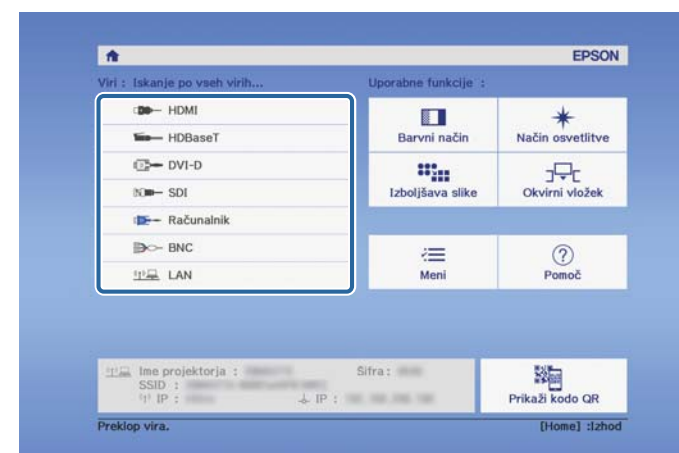 EPSON
Viri : Iskanje po vseh virih...
HDMI
HDBaseT
DVI-D
SDI
Računalnik
BNC
LAN
Uporabne funkcije :
Barvni način
Način osvetlitve
Izboljšava slike
Okvirni vložek
Meni
Pomoč
Ime projektorja :
Šifra :
SSID :
IP :
IP :
Prikaži kodo QR
Preklop vira.
[Home] :Izhod